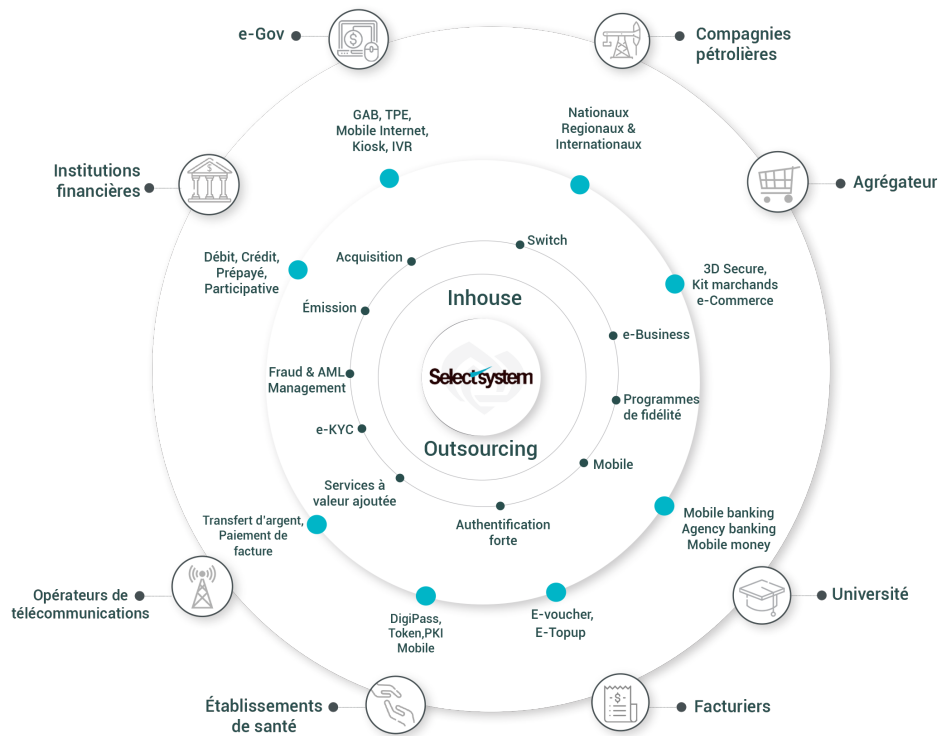 e-Gov
Compagnies
pétrolières
GAB, TPE,
Mobile Internet,
Kiosk, IVR
Nationaux
Regionaux &
Internationaux
Institutions
financières
Agrégateur
Débit, Crédit,
Prépayé,
Participative
Acquisition
Switch
3D Secure,
Kit marchands
e-Commerce
Émission
Inhouse
e-Business
Fraud & AML
Management
Selectsystem
Programmes
de fidélité
e-KYC
Outsourcing
Mobile
Services à
valeur ajoutée
Authentification
forte
Transfert d'argent,
Paiement de
facture
Mobile banking
Agency banking
Mobile money
Opérateurs de
télécommunications
Université
DigiPass,
Token,PKI
Mobile
E-voucher,
E-Topup
Établissements
de santé
Facturiers